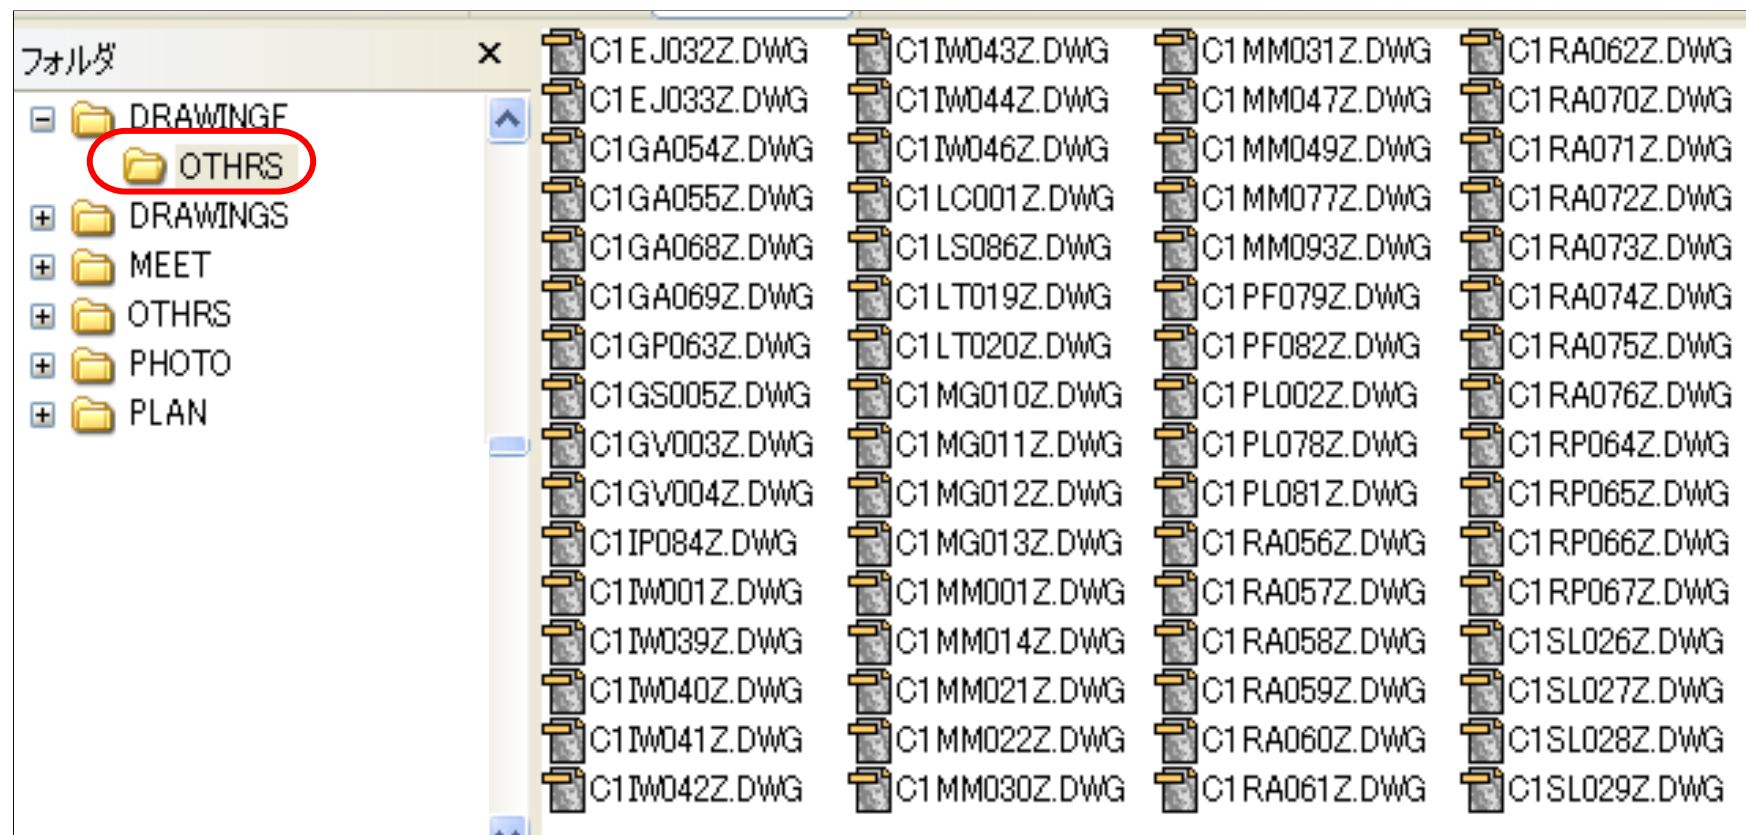 フォルダ
DRAWINGF
OTHRS
DRAWINGS
MEET
OTHRS
PHOTO
PLAN
C1EJ032Z.DWG
C1EJ033Z.DWG
C1GA054Z.DWG
C1GA055Z.DWG
C1GA068Z.DWG
C1GA069Z.DWG
C1GP063Z.DWG
C1GS005Z.DWG
C1GV003Z.DWG
C1GV004Z.DWG
C1IP084Z.DWG
C1IW001Z.DWG
C1IW039Z.DWG
C1IW040Z.DWG
C1IW041Z.DWG
C1IW042Z.DWG
C1IW043Z.DWG
C1IW044Z.DWG
C1IW046Z.DWG
C1LC001Z.DWG
C1LS086Z.DWG
C1LT019Z.DWG
C1LT020Z.DWG
C1MG010Z.DWG
C1MG011Z.DWG
C1MG012Z.DWG
C1MG013Z.DWG
C1MM001Z.DWG
C1MM014Z.DWG
C1MM021Z.DWG
C1MM022Z.DWG
C1MM030Z.DWG
C1MM031Z.DWG
C1MM047Z.DWG
C1MM049Z.DWG
C1MM077Z.DWG
C1MM093Z.DWG
C1PF079Z.DWG
C1PF082Z.DWG
C1PL002Z.DWG
C1PL078Z.DWG
C1PL081Z.DWG
C1RA056Z.DWG
C1RA057Z.DWG
C1RA058Z.DWG
C1RA059Z.DWG
C1RA060Z.DWG
C1RA061Z.DWG
C1RA062Z.DWG
C1RA070Z.DWG
C1RA071Z.DWG
C1RA072Z.DWG
C1RA073Z.DWG
C1RA074Z.DWG
C1RA075Z.DWG
C1RA076Z.DWG
C1RP064Z.DWG
C1RP065Z.DWG
C1RP066Z.DWG
C1RP067Z.DWG
C1SL026Z.DWG
C1SL027Z.DWG
C1SL028Z.DWG
C1SL029Z.DWG